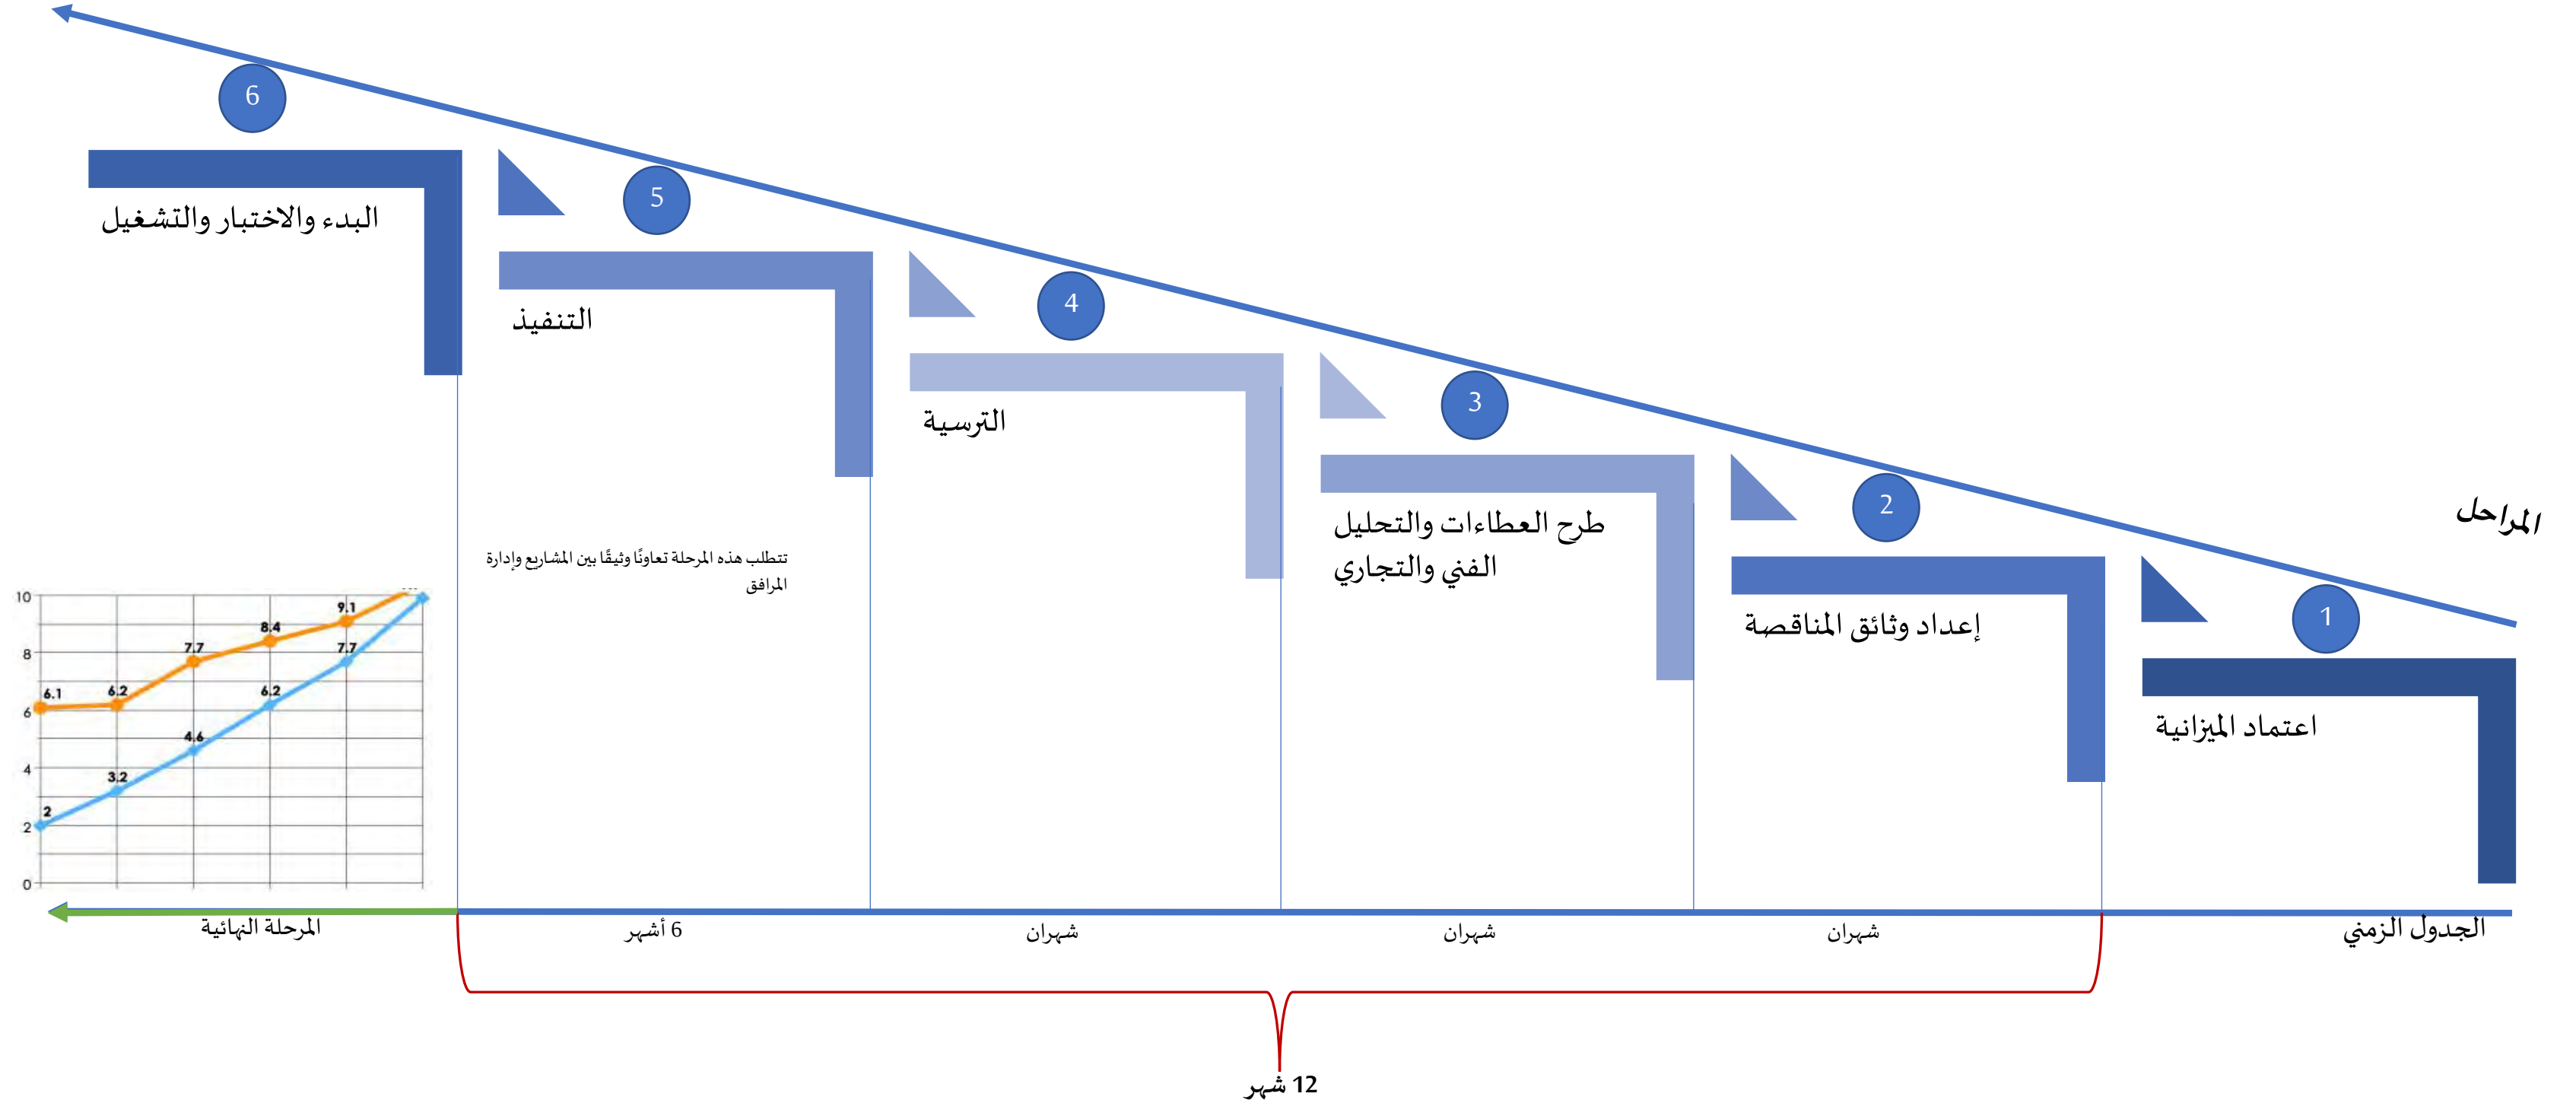 المراحل
1
اعتماد الميزانية
2
إعداد وثائق المناقصة
3
طرح العطاءات والتحليل
الفني والتجاري
4
الترسية
5
التنفيذ
تتطلب هذه المرحلة تعاونًا وثيقًا بين المشاريع وإدارة
المرافق
6
البدء والاختبار والتشغيل
10
8
6
4
2
0
6.1
6.2
7.7
8.4
9.1
2
3.2
4.6
6.2
7.7
الجدول الزمني
شهران
شهران
شهران
6 أشهر
المرحلة النهائية
12 شهر